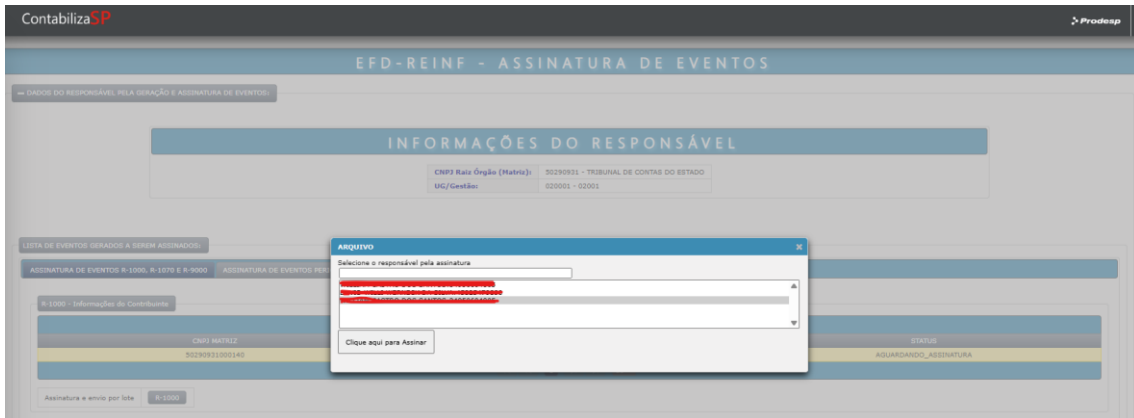 ContabilizaSP
Prodesp
EFD-REINF - ASSINATURA DE EVENTOS
DADOS DO RESPONSÁVEL PELA GERAÇÃO E ASSINATURA DE EVENTOS:
INFORMAÇÕES DO RESPONSÁVEL
CNPJ Raiz Órgão (Matriz): 50290931 - TRIBUNAL DE CONTAS DO ESTADO
UG/Gestão: 020001 - 02001
LISTA DE EVENTOS GERADOS A SEREM ASSINADOS:
ASSINATURA DE EVENTOS R-1000, R-1070 E R-9000 ASSINATURA DE EVENTOS
ARQUIVO
Selecione o responsável pela assinatura
Clique aqui para Assinar
R-1000 - Informações do Contribuinte
CNPJ MATRIZ STATUS
50290931000140 AGUARDANDO_ASSINATURA
Assinatura e envio por lote R-1000